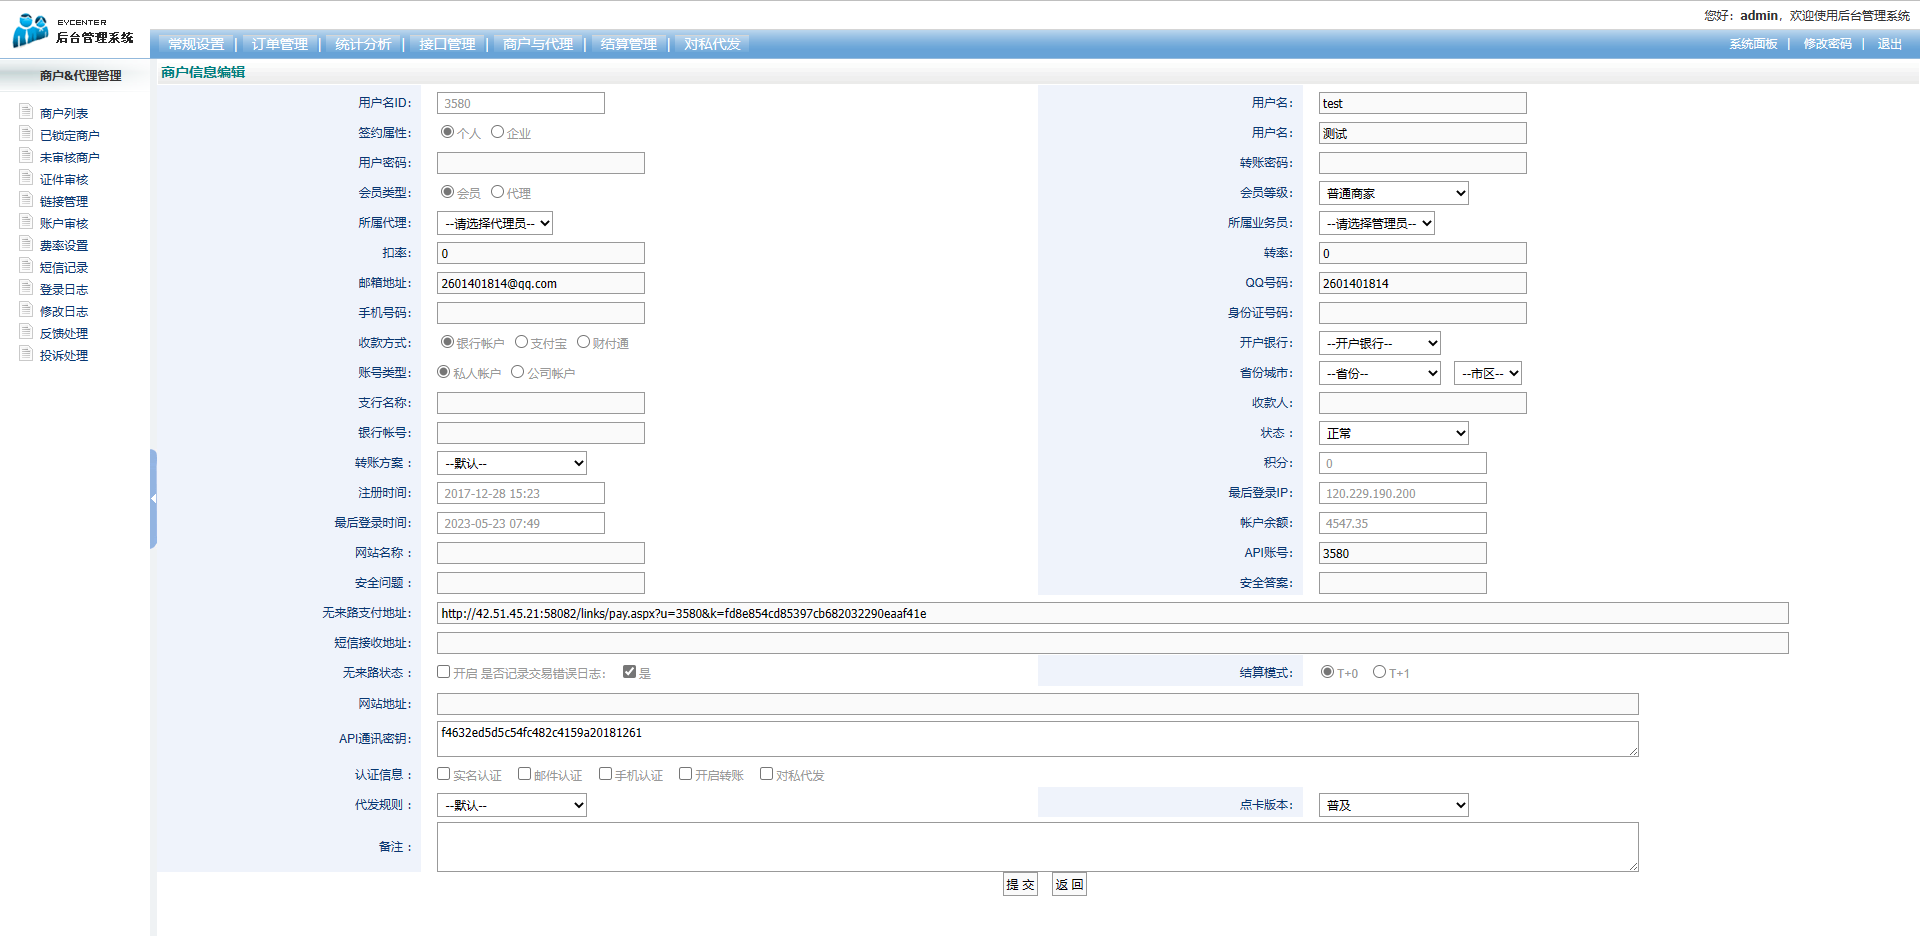 EVCENTER
后台管理系统
您好：admin，欢迎使用后台管理系统
常规设置 | 订单管理 | 统计分析 | 接口管理 | 商户与代理 | 结算管理 | 对私代发
系统面板 | 修改密码 | 退出
商户&代理管理
商户列表
已锁定商户
未审核商户
证件审核
链接管理
账户审核
费率设置
短信记录
登录日志
修改日志
反馈处理
投诉处理
商户信息编辑
用户名ID： 3580 用户名： test
签约属性： 个人 企业 用户名： 测试
用户密码： 转账密码：
会员类型： 会员 代理 会员等级： 普通商家
所属代理： --请选择代理员-- 所属业务员： --请选择管理员--
扣率： 0 转率： 0
邮箱地址： 2601401814@qq.com QQ号码： 2601401814
手机号码： 身份证号码：
收款方式： 银行帐户 支付宝 财付通 开户银行： --开户银行--
账号类型： 私人帐户 公司帐户 省份城市： --省份-- --市区--
支行名称： 收款人：
银行帐号： 状态： 正常
转账方案： --默认-- 积分： 0
注册时间： 2017-12-28 15:23 最后登录IP： 120.229.190.200
最后登录时间： 2023-05-23 07:49 帐户余额： 4547.35
网站名称： API账号： 3580
安全问题： 安全答案：
无来路支付地址： http://42.51.45.21:58082/links/pay.aspx?u=3580&k=fd8e854cd85397cb682032290eaaf41e
短信接收地址：
无来路状态： 开启 是否记录交易错误日志： 是 结算模式： T+0 T+1
网站地址：
API通讯密钥： f4632ed5d5c54fc482c4159a20181261
认证信息： 实名认证 邮件认证 手机认证 开启转账 对私代发
代发规则： --默认-- 点卡版本： 普及
备注：
提 交 返 回